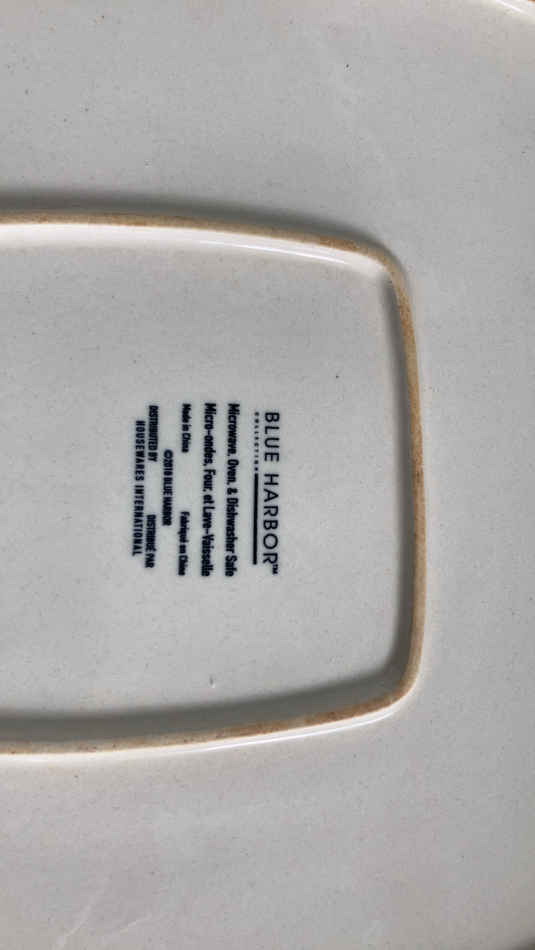 BLUE HARBOR™
COLLECTION
Microwave, Oven, & Dishwasher Safe
Micro-ondes, Four, et Lave-Vaisselle
Made in China Fabriqué en Chine
©2018 BLUE HARBOR
DISTRIBUTED BY DISTRIBUÉ PAR
HOUSEWARES INTERNATIONAL